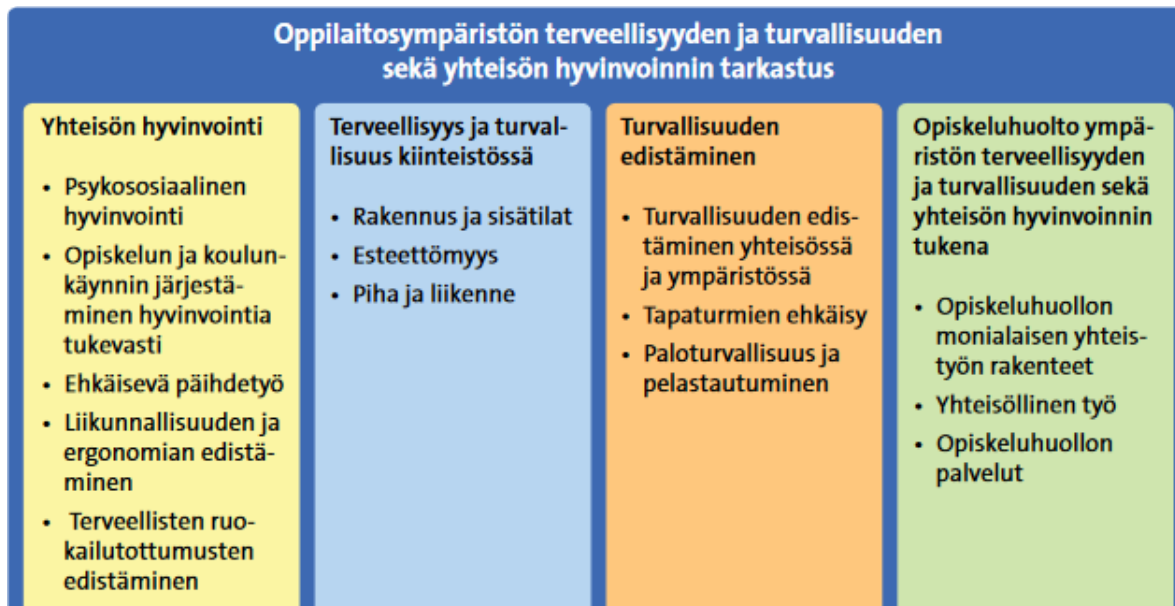 Oppilaitosympäristön terveellisyyden ja turvallisuuden
sekä yhteisön hyvinvoinnin tarkastus
Yhteisön hyvinvointi
• Psykososiaalinen
hyvinvointi
• Opiskelun ja koulun-
käynnin järjestä-
minen hyvinvointia
tukevasti
• Ehkäisevä päihdetyö
• Liikunnallisuuden ja
ergonomian edistä-
minen
• Terveellisten ruo-
kailutottumusten
edistäminen
Terveellisyys ja turval-
lisuus kiinteistössä
• Rakennus ja sisätilat
• Esteettömyys
• Piha ja liikenne
Turvallisuuden
edistäminen
• Turvallisuuden edis-
täminen yhteisössä
ja ympäristössä
• Tapaturmien ehkäisy
• Paloturvallisuus ja
pelastautuminen
Opiskeluhuolto ympä-
ristön terveellisyyden
ja turvallisuuden sekä
yhteisön hyvinvoinnin
tukena
• Opiskeluhuollon
monialaisen yhteis-
työn rakenteet
• Yhteisöllinen työ
• Opiskeluhuollon
palvelut